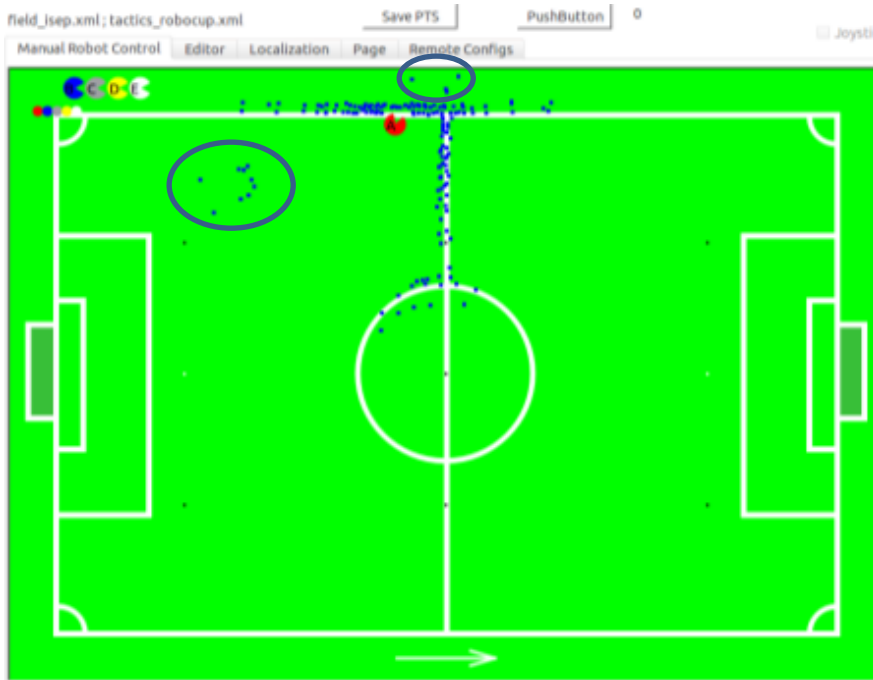 field_isep.xml ; tactics_robocup.xml
Save PTS
PushButton
0
Joysti
Manual Robot Control
Editor
Localization
Page
Remote Configs
C D E
A